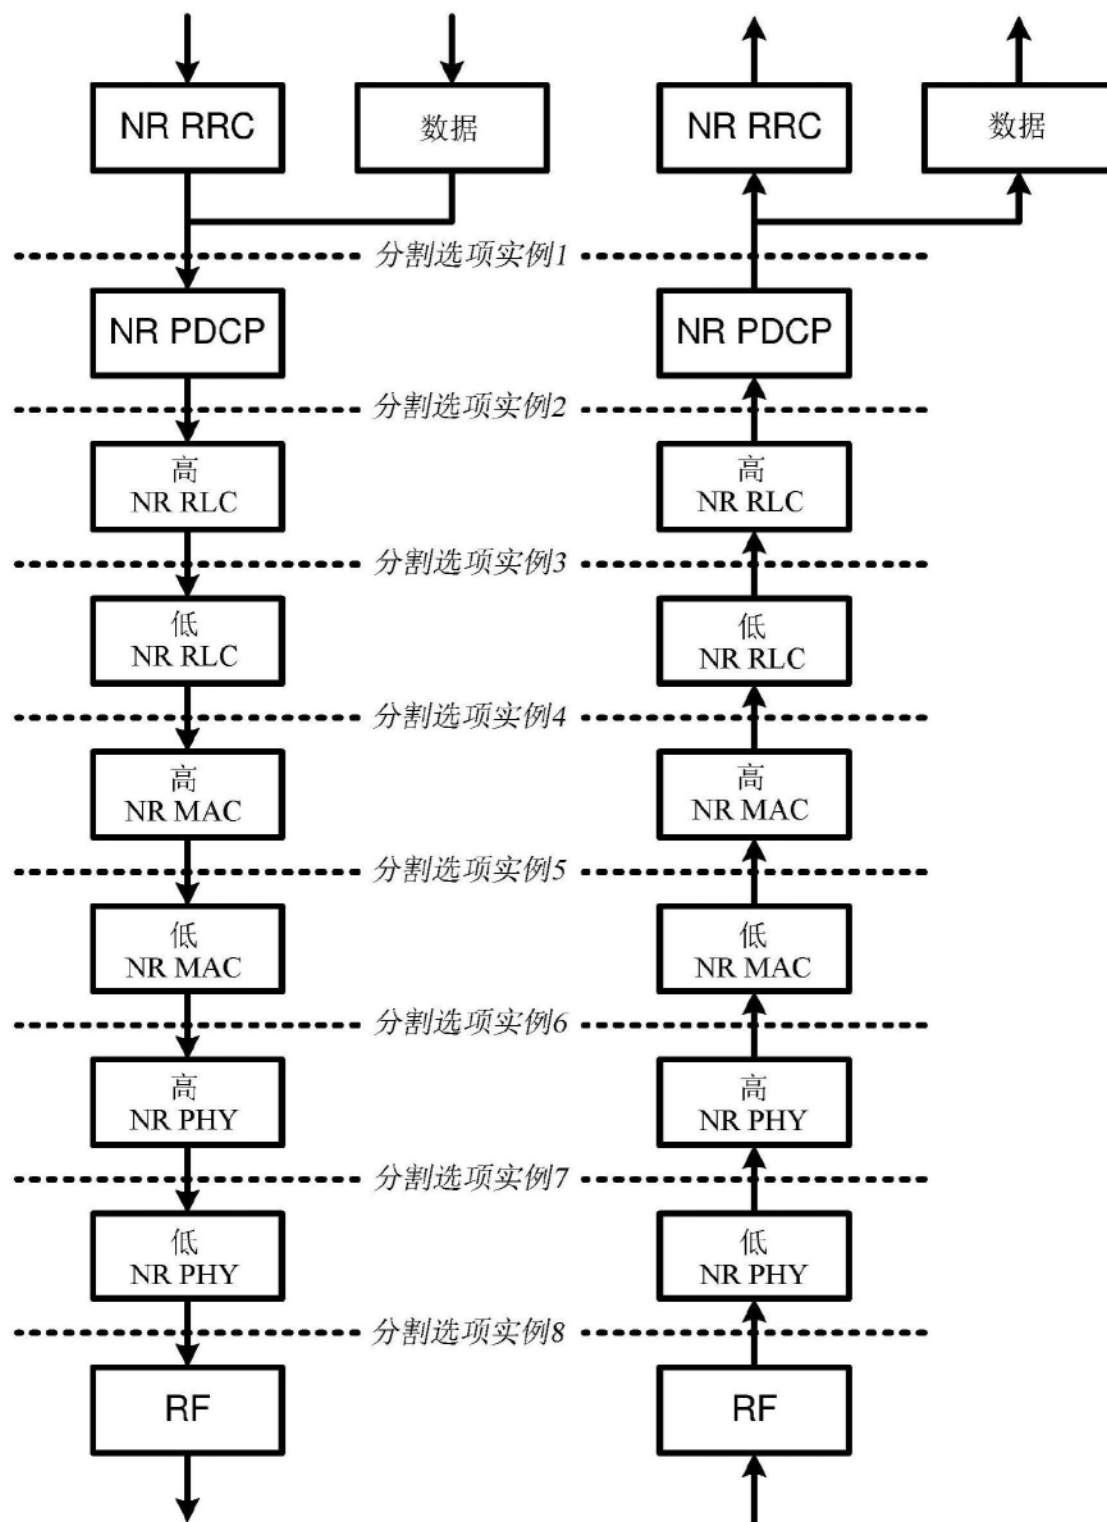 NR RRC
数据
NR RRC
数据
分割选项实例1
NR PDCP
NR PDCP
分割选项实例2
高
NR RLC
高
NR RLC
分割选项实例3
低
NR RLC
低
NR RLC
分割选项实例4
高
NR MAC
高
NR MAC
分割选项实例5
低
NR MAC
低
NR MAC
分割选项实例6
高
NR PHY
高
NR PHY
分割选项实例7
低
NR PHY
低
NR PHY
分割选项实例8
RF
RF